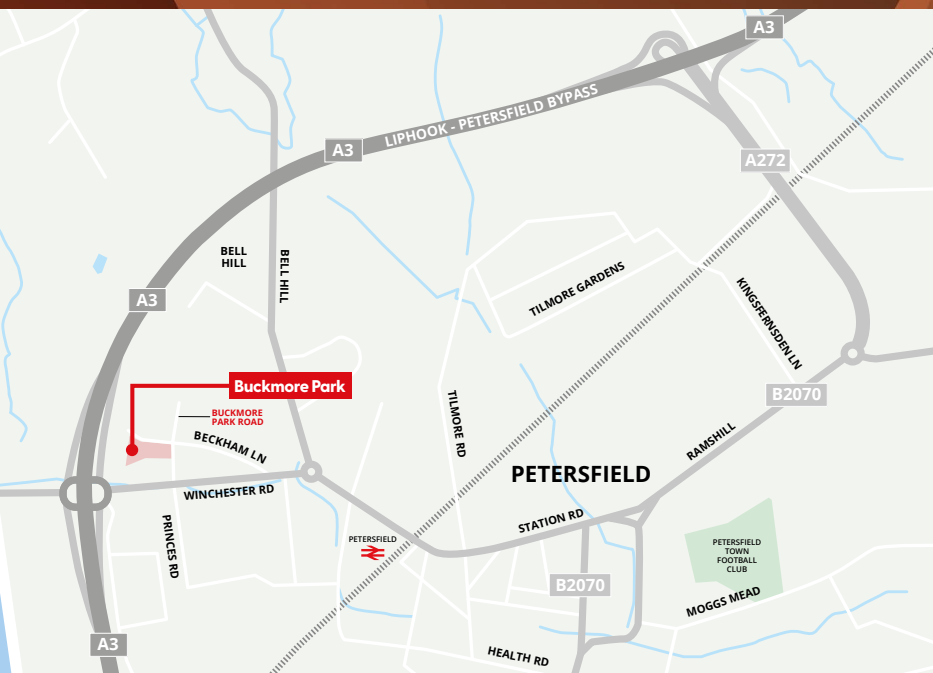 A3
LIPHOOK - PETERSFIELD BYPASS
A3
A272
BELL
HILL
BELL HILL
TILMORE GARDENS
A3
KINGSFERNSDEN LN
Buckmore Park
B2070
BUCKMORE
PARK ROAD
TILMORE RD
BECKHAM LN
RAMSHILL
PETERSFIELD
WINCHESTER RD
STATION RD
PRINCES RD
PETERSFIELD
PETERSFIELD
TOWN
FOOTBALL
CLUB
B2070
MOGGS MEAD
A3
HEALTH RD